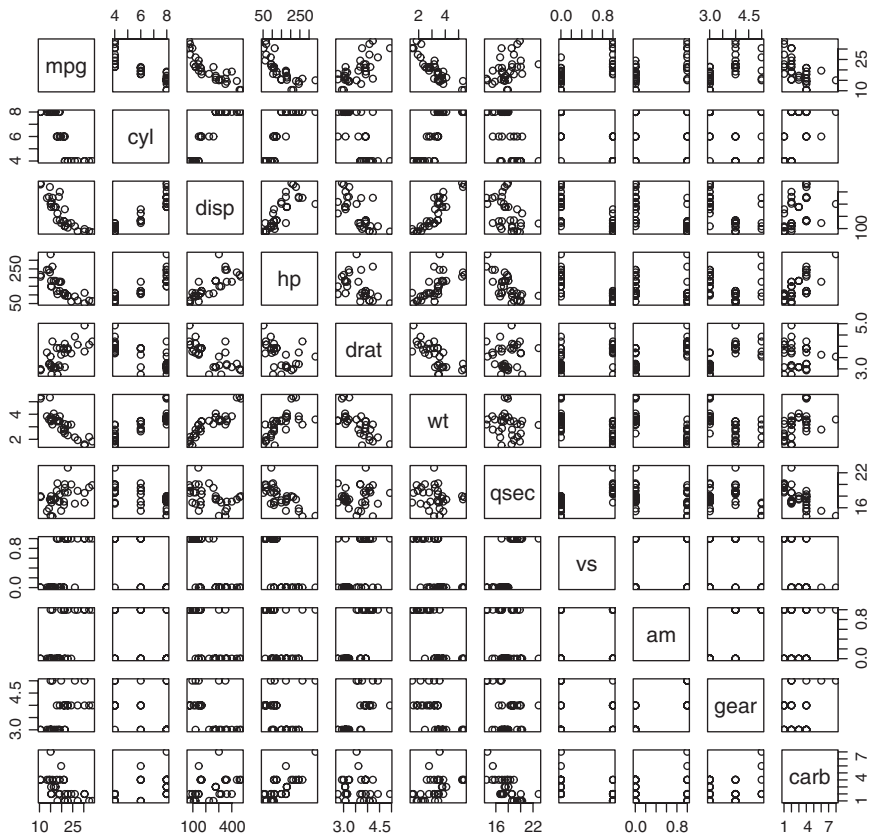 4 6 8 50 250 2 4 0.0 0.8 3.0 4.5
mpg 10 25
4 6 8 cyl
disp 100
50 250 hp
drat 3.0 5.0
2 4 wt
qsec 16 22
0.0 0.8 vs
am 0.0 0.8
3.0 4.5 gear
carb 1 4 7
10 25 100 400 3.0 4.5 16 22 0.0 0.8 1 4 7